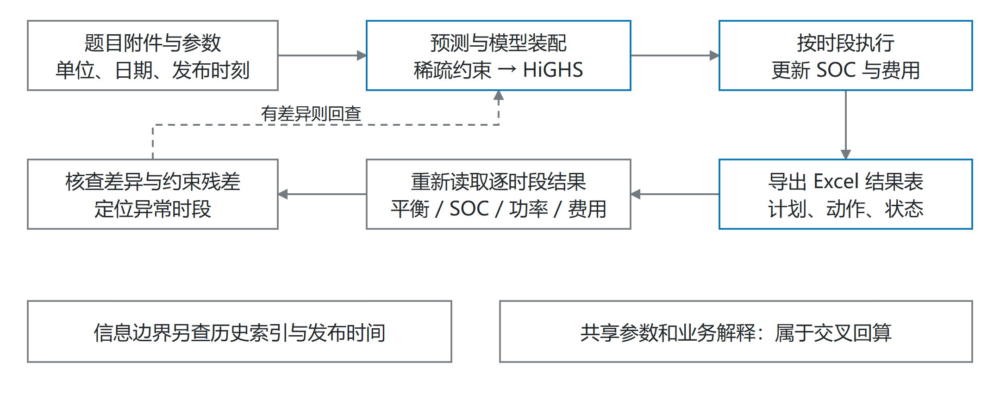 题目附件与参数
单位、日期、发布时刻
预测与模型装配
稀疏约束 → HiGHS
按时段执行
更新 SOC 与费用
有差异则回查
核查差异与约束残差
定位异常时段
重新读取逐时段结果
平衡 / SOC / 功率 / 费用
导出 Excel 结果表
计划、动作、状态
信息边界另查历史索引与发布时间
共享参数和业务解释：属于交叉回算